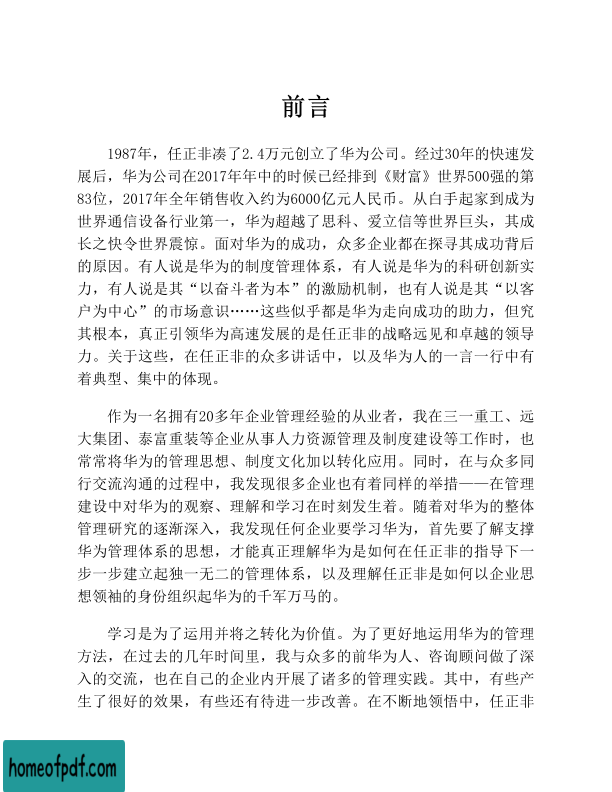 前言
1987年，任正非凑了2.4万元创立了华为公司。经过30年的快速发
展后，华为公司在2017年年中的时候已经排到《财富》世界500强的第
83位，2017年全年销售收入约为6000亿元人民币。从白手起家到成为
世界通信设备行业第一，华为超越了思科、爱立信等世界巨头，其成
长之快令世界震惊。面对华为的成功，众多企业都在探寻其成功背后
的原因。有人说是华为的制度管理体系，有人说是华为的科研创新实
力，有人说是其“以奋斗者为本”的激励机制，也有人说是其“以客
户为中心”的市场意识……这些似乎都是华为走向成功的助力，但究
其根本，真正引领华为高速发展的是任正非的战略远见和卓越的领导
力。关于这些，在任正非的众多讲话中，以及华为人的一言一行中有
着典型、集中的体现。
作为一名拥有20多年企业管理经验的从业者，我在三一重工、远
大集团、泰富重装等企业从事人力资源管理及制度建设等工作时，也
常常将华为的管理思想、制度文化加以转化应用。同时，在与众多同
行交流沟通的过程中，我发现很多企业也有着同样的举措——在管理
建设中对华为的观察、理解和学习在时刻发生着。随着对华为的整体
管理研究的逐渐深入，我发现任何企业要学习华为，首先要了解支撑
华为管理体系的思想，才能真正理解华为是如何在任正非的指导下一
步一步建立起独一无二的管理体系，以及理解任正非是如何以企业思
想领袖的身份组织起华为的千军万马的。
学习是为了运用并将之转化为价值。为了更好地运用华为的管理
方法，在过去的几年时间里，我与众多的前华为人、咨询顾问做了深
入的交流，也在自己的企业内开展了诸多的管理实践。其中，有些产
生了很好的效果，有些还有待进一步改善。在不断地领悟中，任正非
homeofpdf.com